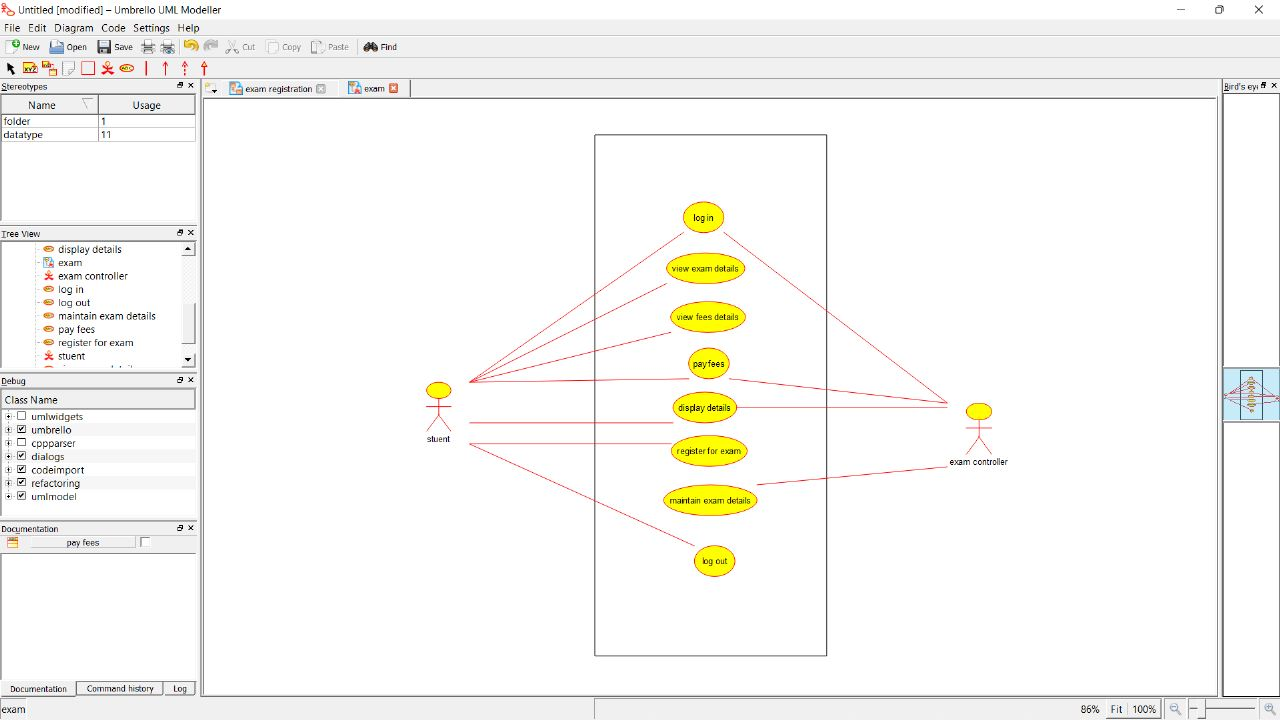 Untitled [modified] – Umbrello UML Modeller
File Edit Diagram Code Settings Help
New Open Save Cut Copy Paste Find
Stereotypes
Name Usage
folder 1
datatype 11
Tree View
display details
exam
exam controller
log in
log out
maintain exam details
pay fees
register for exam
stuent
Debug
Class Name
umlwidgets
umbrello
cppparser
dialogs
codeimport
refactoring
umlmodel
Documentation
pay fees
Documentation Command history Log
exam registration exam
log in
view exam details
view fees details
pay fees
display details
register for exam
maintain exam details
log out
stuent
exam controller
Bird's eye
exam
86% Fit 100%